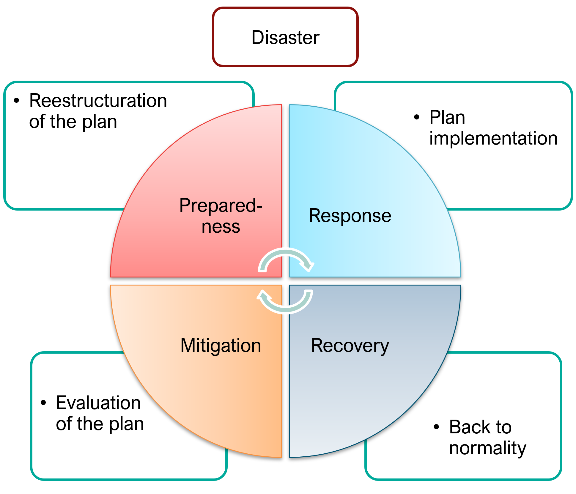 Disaster
• Reestructuration
of the plan
• Plan
implementation
Prepared-
ness
Response
Mitigation
Recovery
• Evaluation
of the plan
• Back to
normality